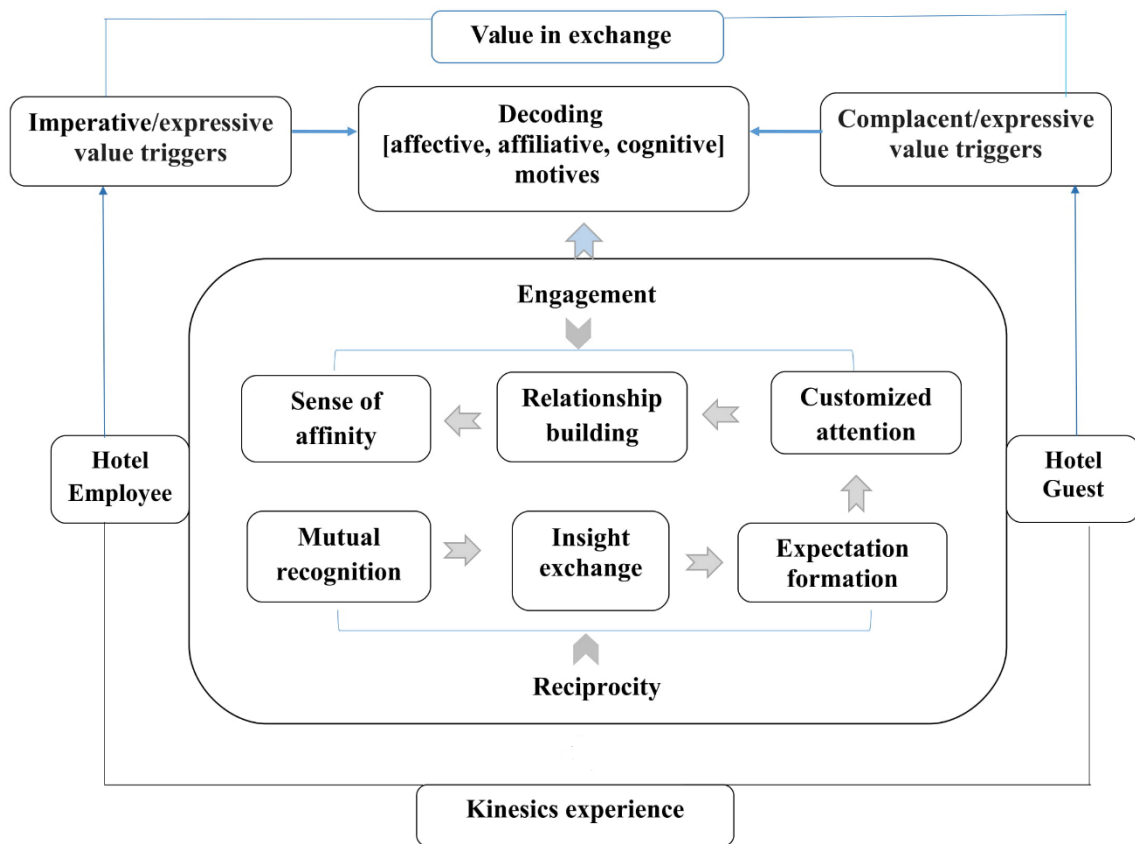 Value in exchange
Imperative/expressive
value triggers
Decoding
[affective, affiliative, cognitive]
motives
Complacent/expressive
value triggers
Engagement
Sense of
affinity
Relationship
building
Customized
attention
Hotel
Employee
Hotel
Guest
Mutual
recognition
Insight
exchange
Expectation
formation
Reciprocity
Kinesics experience